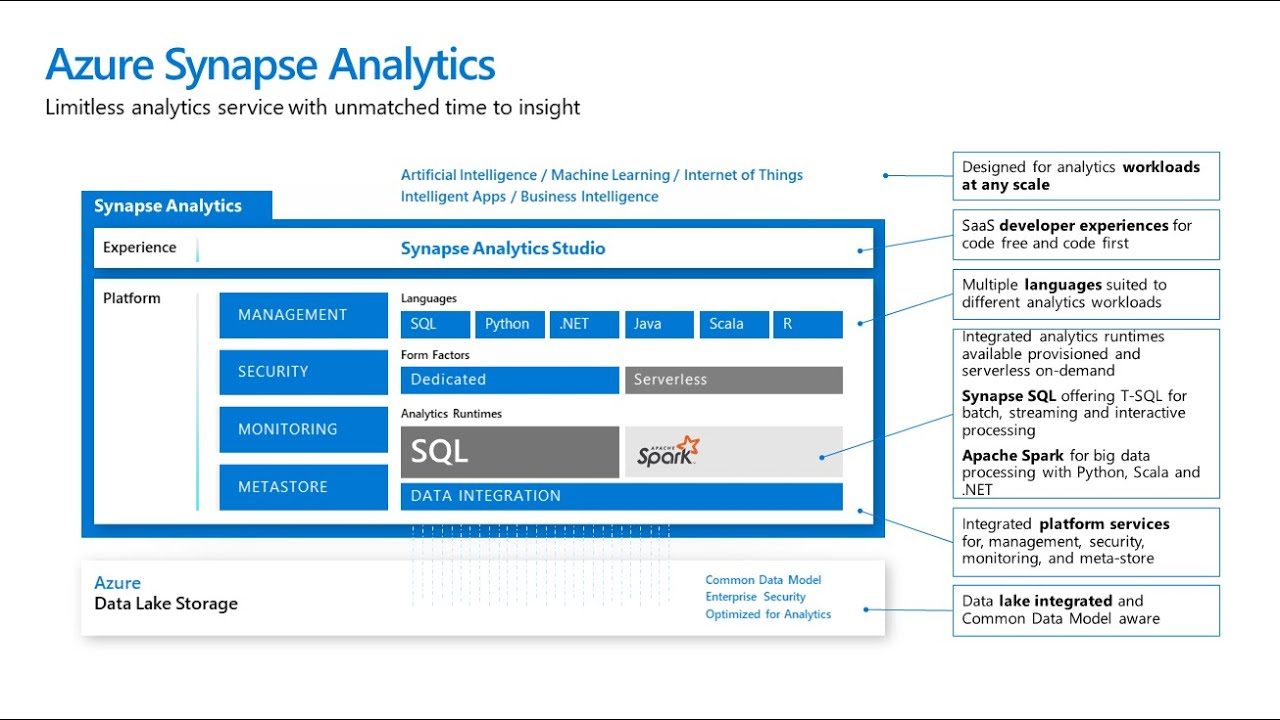 Azure Synapse Analytics
Limitless analytics service with unmatched time to insight
Artificial Intelligence / Machine Learning / Internet of Things
Intelligent Apps / Business Intelligence
Synapse Analytics
Experience
Synapse Analytics Studio
Platform
MANAGEMENT
SECURITY
MONITORING
METASTORE
Languages
SQL
Python
.NET
Java
Scala
R
Form Factors
Dedicated
Serverless
Analytics Runtimes
SQL
APACHE
Spark
DATA INTEGRATION
Azure
Data Lake Storage
Common Data Model
Enterprise Security
Optimized for Analytics
Designed for analytics workloads
at any scale
SaaS developer experiences for
code free and code first
Multiple languages suited to
different analytics workloads
Integrated analytics runtimes
available provisioned and
serverless on-demand
Synapse SQL offering T-SQL for
batch, streaming and interactive
processing
Apache Spark for big data
processing with Python, Scala and
.NET
Integrated platform services
for, management, security,
monitoring, and meta-store
Data lake integrated and
Common Data Model aware